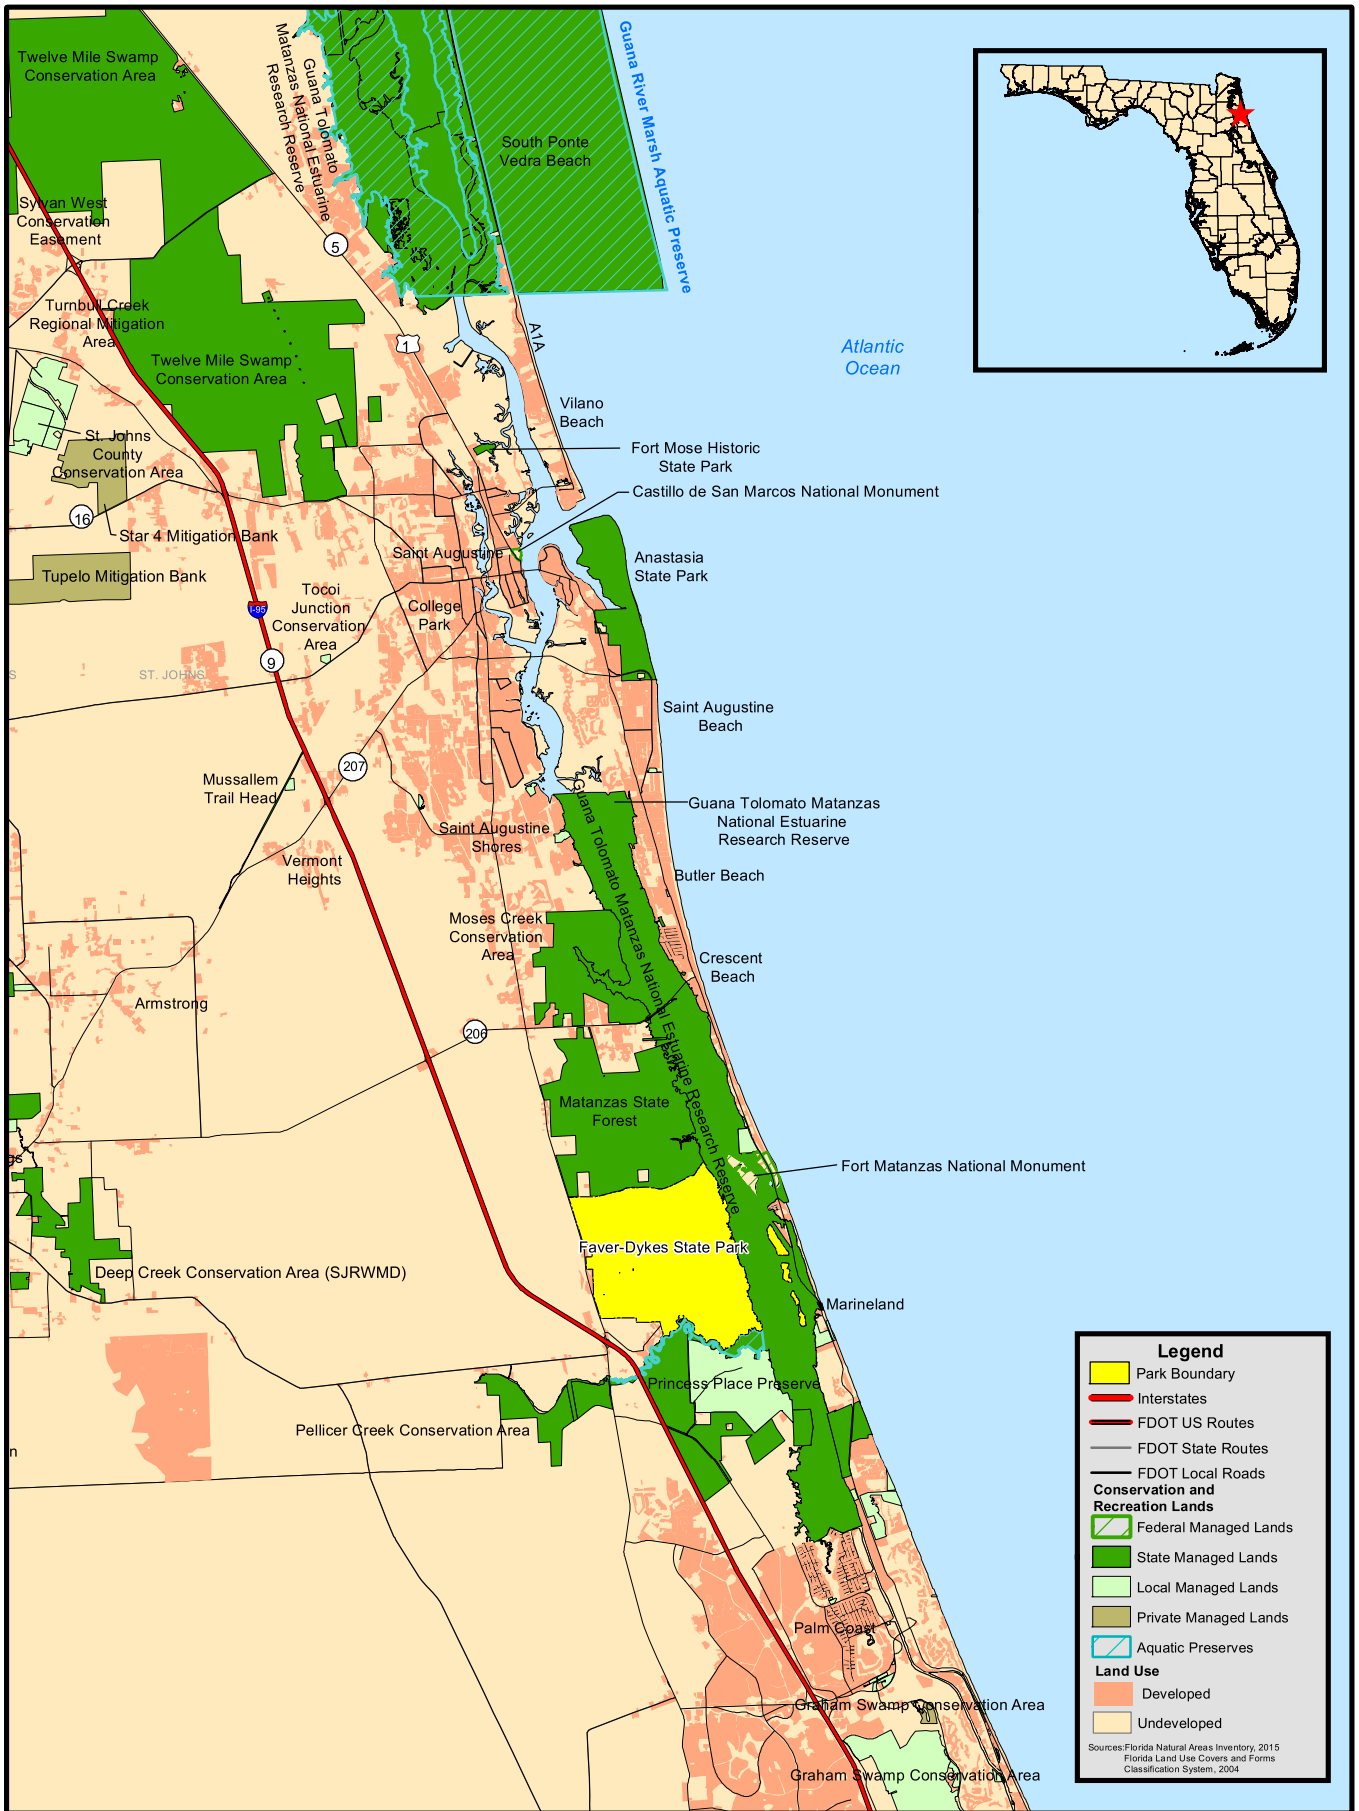 Twelve Mile Swamp
Conservation Area
Guana Tolomato
Matanzas National Estuarine
Research Reserve
Guana River Marsh Aquatic Preserve
South Ponte
Vedra Beach
Sylvan West
Conservation
Easement
5
Turnbull Creek
Regional Mitigation
Area
1
A1A
Atlantic
Ocean
Twelve Mile Swamp
Conservation Area
Vilano
Beach
St. Johns
County
Conservation Area
Fort Mose Historic
State Park
Castillo de San Marcos National Monument
16
Star 4 Mitigation Bank
Saint Augustine
Anastasia
State Park
Tupelo Mitigation Bank
Tocoi
Junction
Conservation
Area
College
Park
I-95
9
S
ST. JOHNS
Saint Augustine
Beach
207
Mussallem
Trail Head
Guana Tolomato Matanzas
National Estuarine
Research Reserve
Saint Augustine
Shores
Guana Tolomato Matanzas National Estuarine Research Reserve
Vermont
Heights
Butler Beach
Moses Creek
Conservation
Area
Crescent
Beach
Armstrong
206
Matanzas State
Forest
gs
Fort Matanzas National Monument
Faver-Dykes State Park
Deep Creek Conservation Area (SJRWMD)
Marineland
Princess Place Preserve
Pellicer Creek Conservation Area
n
Palm Coast
Graham Swamp Conservation Area
Graham Swamp Conservation Area
Legend
Park Boundary
Interstates
FDOT US Routes
FDOT State Routes
FDOT Local Roads
Conservation and
Recreation Lands
Federal Managed Lands
State Managed Lands
Local Managed Lands
Private Managed Lands
Aquatic Preserves
Land Use
Developed
Undeveloped
Sources:Florida Natural Areas Inventory, 2015
Florida Land Use Covers and Forms
Classification System, 2004